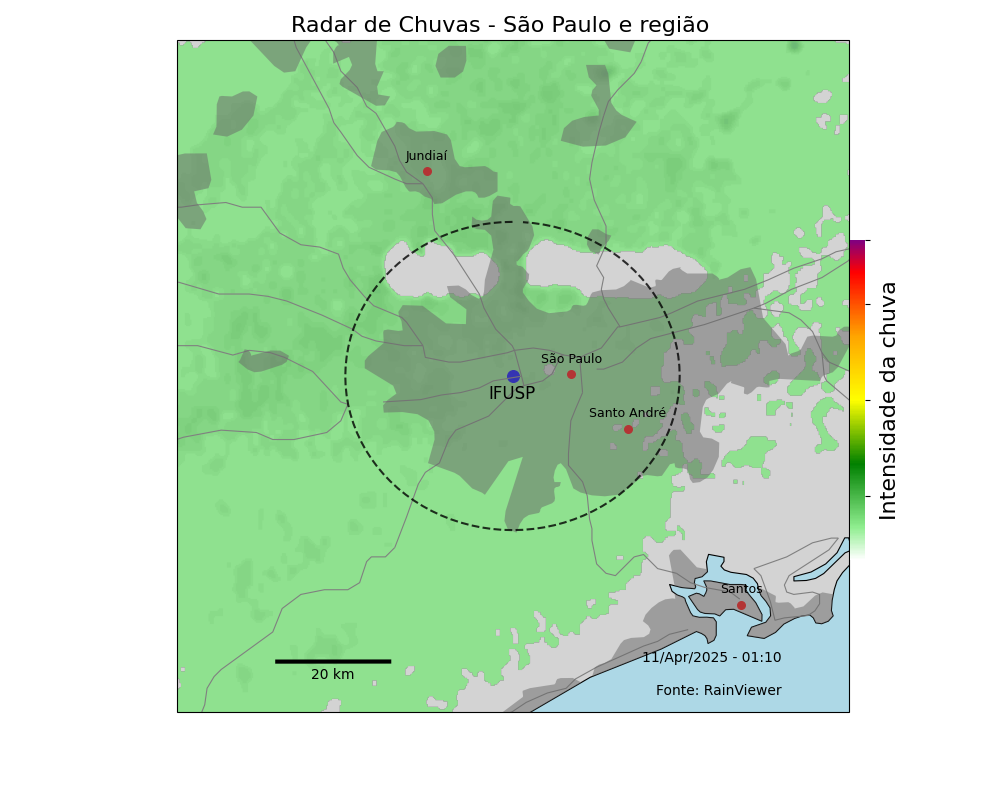 Radar de Chuvas - São Paulo e região
Jundiaí
São Paulo
IFUSP
Santo André
Santos
11/Apr/2025 - 01:10
20 km
Fonte: RainViewer
Intensidade da chuva